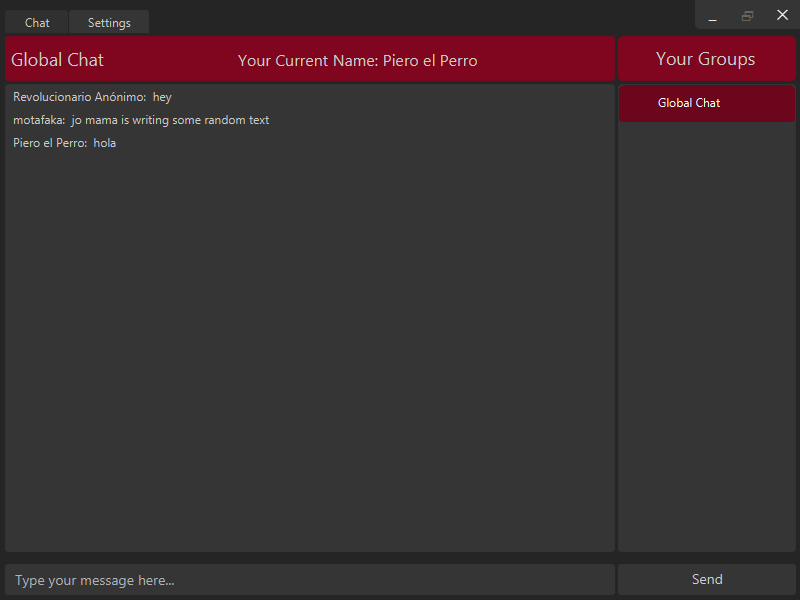 Chat
Settings
Global Chat
Your Current Name: Piero el Perro
Your Groups
Revolucionario Anónimo: hey
motafaka: jo mama is writing some random text
Piero el Perro: hola
Global Chat
Type your message here...
Send